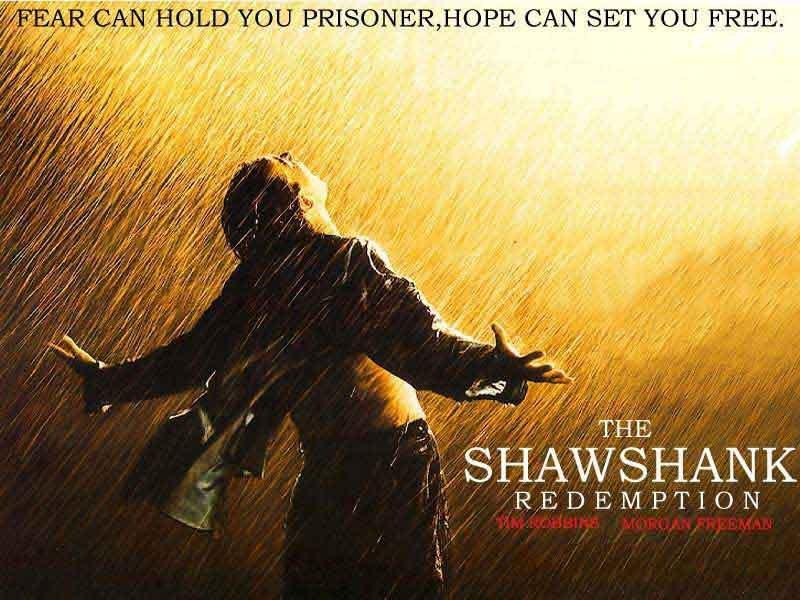 FEAR CAN HOLD YOU PRISONER,HOPE CAN SET YOU FREE.
THE
SHAWSHANK
REDEMPTION
TIM ROBBINS MORGAN FREEMAN